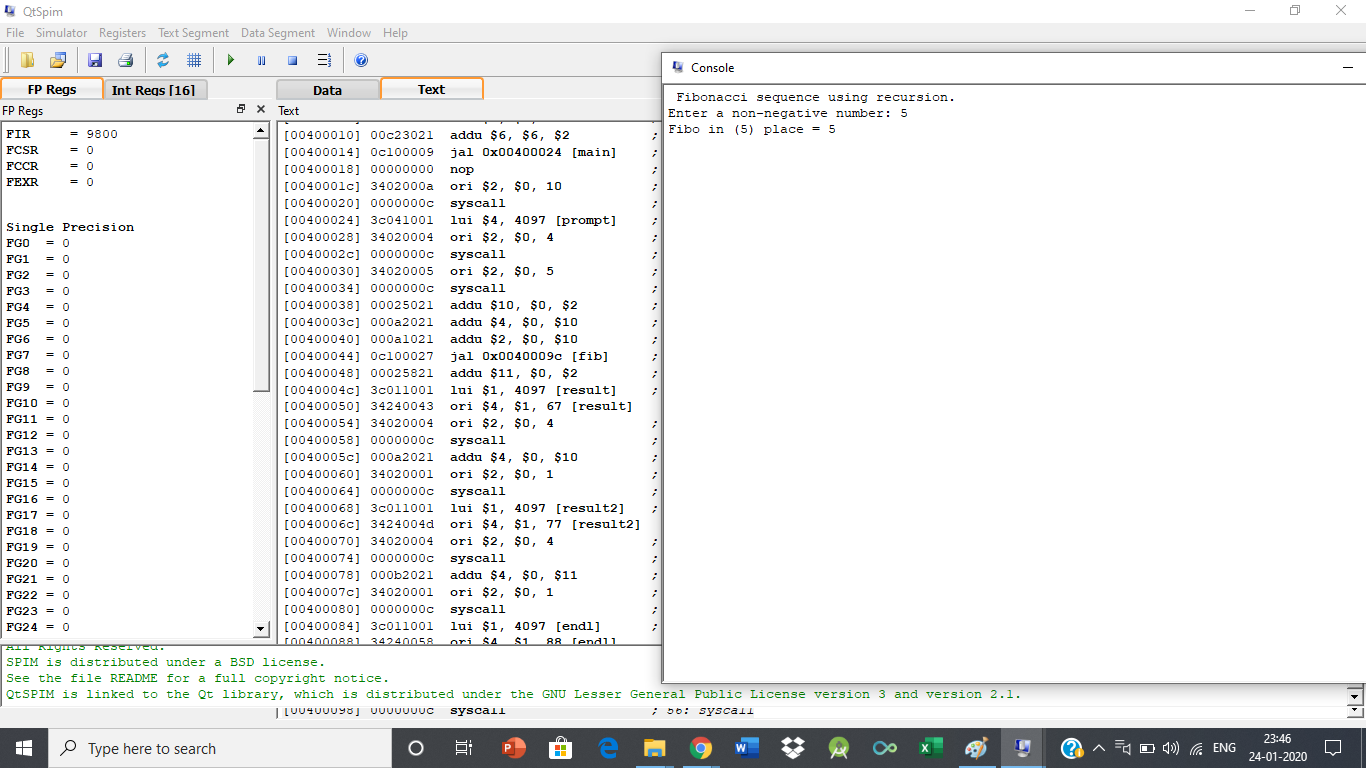 QtSpim
File Simulator Registers Text Segment Data Segment Window Help
FP Regs Int Regs [16]
FP Regs
FIR = 9800
FCSR = 0
FCCR = 0
FEXR = 0
Single Precision
FG0 = 0
FG1 = 0
FG2 = 0
FG3 = 0
FG4 = 0
FG5 = 0
FG6 = 0
FG7 = 0
FG8 = 0
FG9 = 0
FG10 = 0
FG11 = 0
FG12 = 0
FG13 = 0
FG14 = 0
FG15 = 0
FG16 = 0
FG17 = 0
FG18 = 0
FG19 = 0
FG20 = 0
FG21 = 0
FG22 = 0
FG23 = 0
FG24 = 0
Data Text
Text
[00400010] 00c23021 addu $6, $6, $2 ;
[00400014] 0c100009 jal 0x00400024 [main] ;
[00400018] 00000000 nop ;
[0040001c] 3402000a ori $2, $0, 10 ;
[00400020] 0000000c syscall ;
[00400024] 3c041001 lui $4, 4097 [prompt] ;
[00400028] 34020004 ori $2, $0, 4 ;
[0040002c] 0000000c syscall ;
[00400030] 34020005 ori $2, $0, 5 ;
[00400034] 0000000c syscall ;
[00400038] 00025021 addu $10, $0, $2 ;
[0040003c] 000a2021 addu $4, $0, $10 ;
[00400040] 000a1021 addu $2, $0, $10 ;
[00400044] 0c100027 jal 0x0040009c [fib] ;
[00400048] 00025821 addu $11, $0, $2 ;
[0040004c] 3c011001 lui $1, 4097 [result] ;
[00400050] 34240043 ori $4, $1, 67 [result]
[00400054] 34020004 ori $2, $0, 4 ;
[00400058] 0000000c syscall ;
[0040005c] 000a2021 addu $4, $0, $10 ;
[00400060] 34020001 ori $2, $0, 1 ;
[00400064] 0000000c syscall ;
[00400068] 3c011001 lui $1, 4097 [result2] ;
[0040006c] 3424004d ori $4, $1, 77 [result2]
[00400070] 34020004 ori $2, $0, 4 ;
[00400074] 0000000c syscall ;
[00400078] 000b2021 addu $4, $0, $11 ;
[0040007c] 34020001 ori $2, $0, 1 ;
[00400080] 0000000c syscall ;
[00400084] 3c011001 lui $1, 4097 [endl] ;
[00400088] 34240058 ori $4, $1, 88 [endl]
Console
Fibonacci sequence using recursion.
Enter a non-negative number: 5
Fibo in (5) place = 5
All Rights Reserved.
SPIM is distributed under a BSD license.
See the file README for a full copyright notice.
QtSPIM is linked to the Qt library, which is distributed under the GNU Lesser General Public License version 3 and version 2.1.
[00400098] 0000000c syscall ; 56: syscall
Type here to search
ENG
23:46
24-01-2020